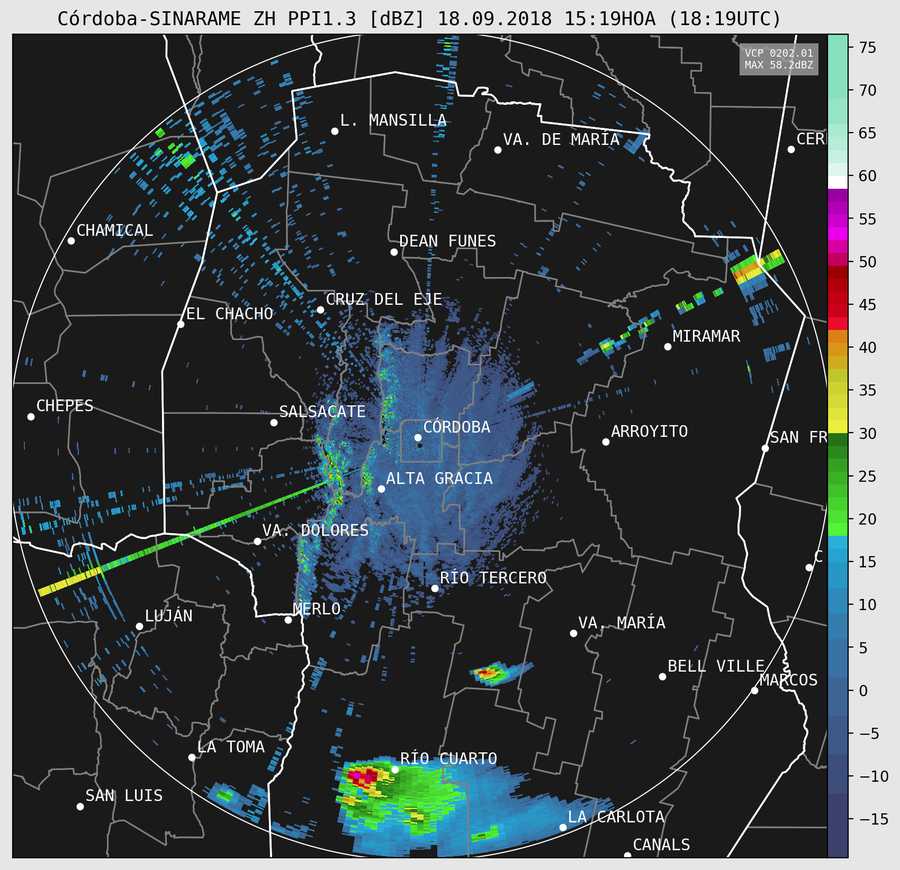 Córdoba-SINARAME ZH PPI1.3 [dBZ] 18.09.2018 15:19HOA (18:19UTC)
VCP 0202.01
MAX 58.2dBZ
75
70
65
60
55
50
45
40
35
30
25
20
15
10
5
0
−5
−10
−15
L. MANSILLA
VA. DE MARÍA
CER
CHAMICAL
DEAN FUNES
CRUZ DEL EJE
EL CHACHO
MIRAMAR
CHEPES
SALSACATE
CÓRDOBA
ARROYITO
SAN FR
ALTA GRACIA
VA. DOLORES
C
RÍO TERCERO
MERLO
LUJÁN
VA. MARÍA
BELL VILLE
MARCOS
LA TOMA
RÍO CUARTO
SAN LUIS
LA CARLOTA
CANALS